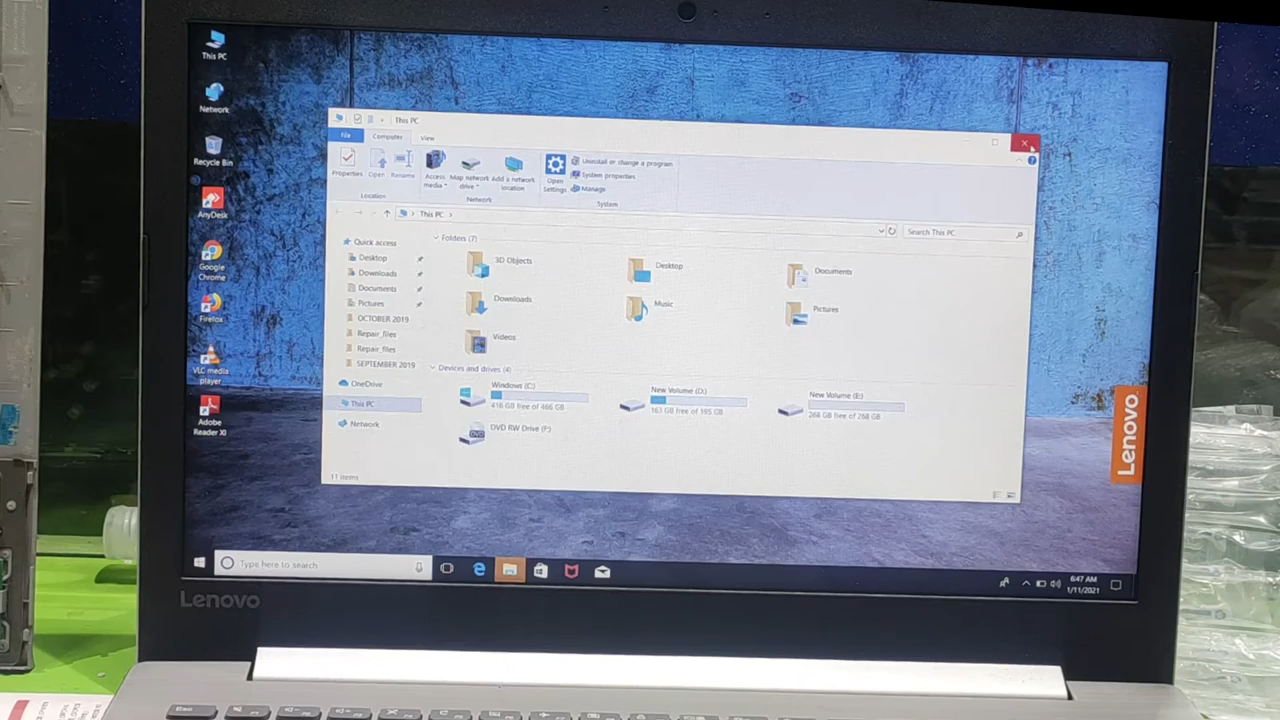 This PC
Network
Recycle Bin
AnyDesk
Google
Chrome
Firefox
VLC media
player
Adobe
Reader XI
This PC
File
Computer
View
Properties
Open
Rename
Location
Access
media
Map network
drive
Add a network
location
Network
Open
Settings
Uninstall or change a program
System properties
Manage
System
This PC
Search This PC
Quick access
Desktop
Downloads
Documents
Pictures
OCTOBER 2019
Repair_files
Repair_files
SEPTEMBER 2019
OneDrive
This PC
Network
Folders (7)
3D Objects
Desktop
Documents
Downloads
Music
Pictures
Videos
Devices and drives (4)
Windows (C:)
416 GB free of 466 GB
New Volume (D:)
163 GB free of 195 GB
New Volume (E:)
268 GB free of 268 GB
DVD RW Drive (F:)
DVD
11 items
Lenovo
Type here to search
6:47 AM
1/11/2021
Lenovo
Esc